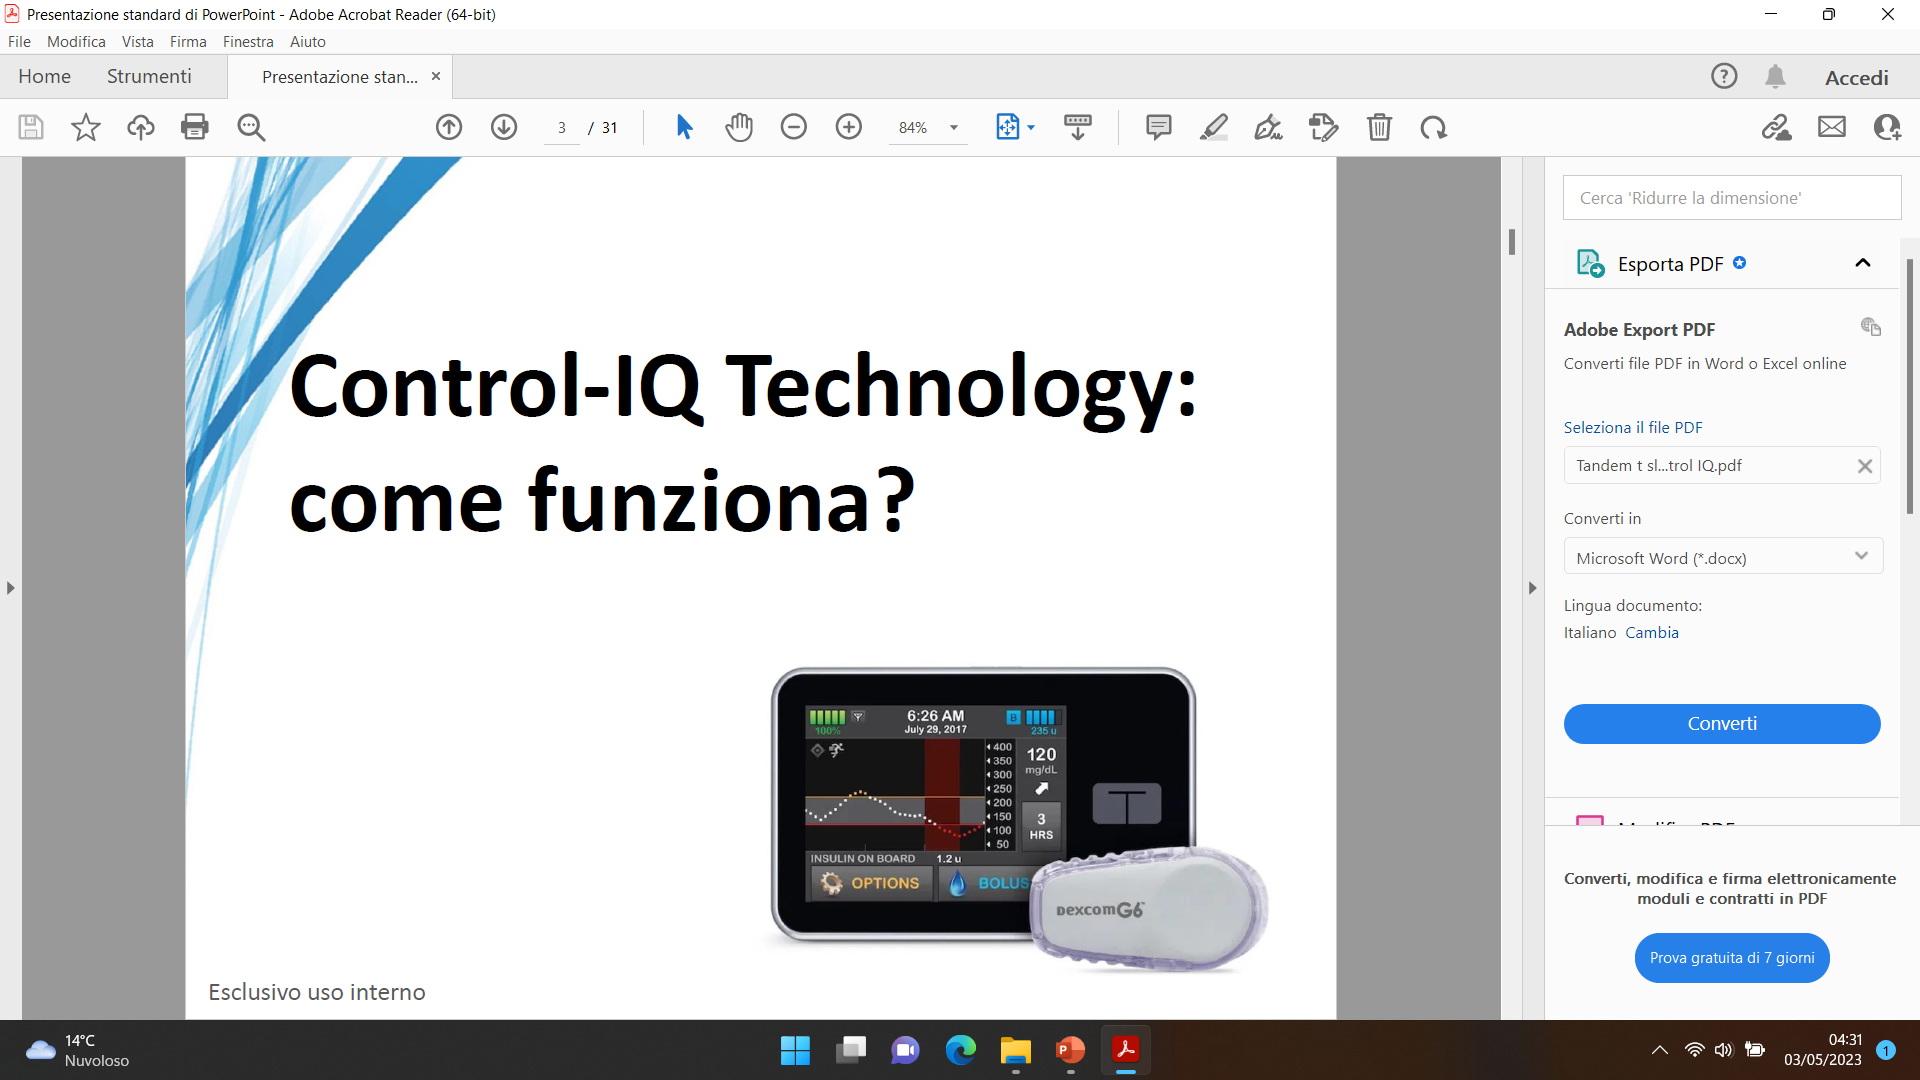 Presentazione standard di PowerPoint - Adobe Acrobat Reader (64-bit)
File Modifica Vista Firma Finestra Aiuto
Home Strumenti Presentazione stan... Accedi
3 / 31 84%
Control-IQ Technology:
come funziona?
6:26 AM
July 29, 2017
100%
B
235 u
400
350
300
250
200
150
100
50
120
mg/dL
3
HRS
INSULIN ON BOARD 1.2 u
OPTIONS
BOLUS
DEXCOM G6
Esclusivo uso interno
Cerca 'Ridurre la dimensione'
Esporta PDF
Adobe Export PDF
Converti file PDF in Word o Excel online
Seleziona il file PDF
Tandem t sl...trol IQ.pdf
Converti in
Microsoft Word (*.docx)
Lingua documento:
Italiano Cambia
Converti
Converti, modifica e firma elettronicamente
moduli e contratti in PDF
Prova gratuita di 7 giorni
14°C
Nuvoloso
04:31
03/05/2023
1